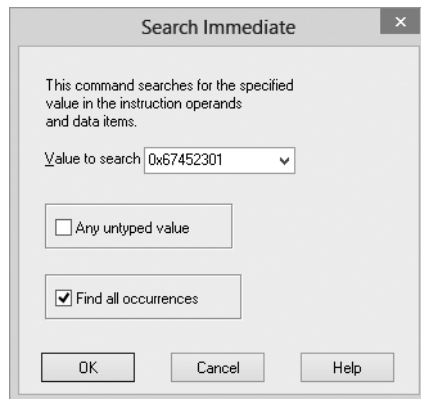 Search Immediate
×
This command searches for the specified
value in the instruction operands
and data items.
Value to search 0x67452301
Any untyped value
Find all occurrences
OK Cancel Help